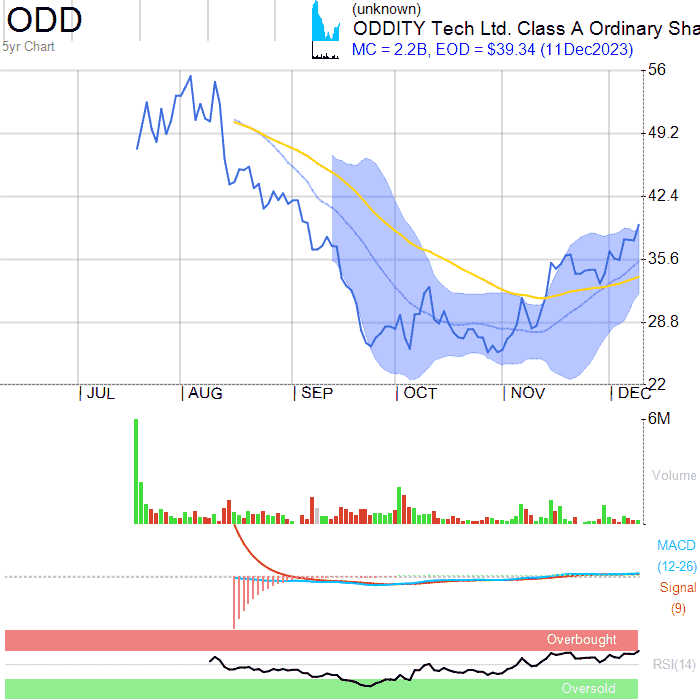 ODD
5yr Chart
(unknown)
ODDITY Tech Ltd. Class A Ordinary Sha
MC = 2.2B, EOD = $39.34 (11Dec2023)
56
49.2
42.4
35.6
28.8
22
JUL AUG SEP OCT NOV DEC
6M
Volume
MACD
(12-26)
Signal
(9)
Overbought
RSI(14)
Oversold